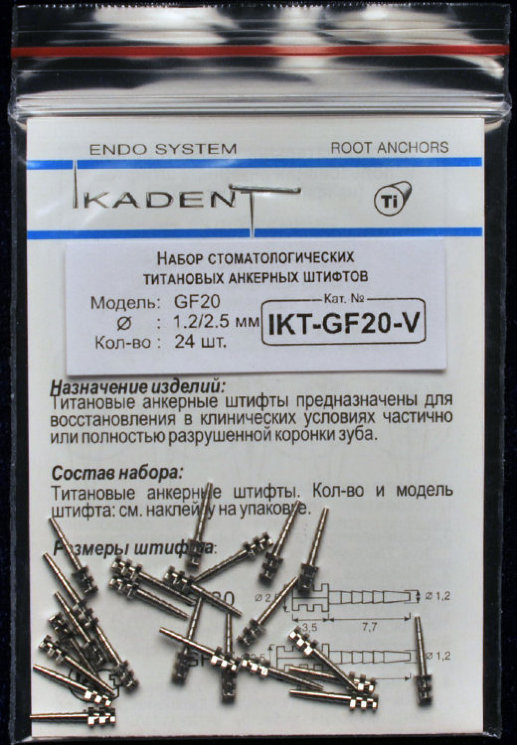 ENDO SYSTEM ROOT ANCHORS
IKADENT Ti
НАБОР СТОМАТОЛОГИЧЕСКИХ
ТИТАНОВЫХ АНКЕРНЫХ ШТИФТОВ
Модель: GF20 Кат. №
Ø : 1.2/2.5 мм IKT-GF20-V
Кол-во : 24 шт.
Назначение изделий:
Титановые анкерные штифты предназначены для
восстановления в клинических условиях частично
или полностью разрушенной коронки зуба.
Состав набора:
Титановые анкерные штифты. Кол-во и модель
штифта: см. наклейку на упаковке.
Размеры штифта:
Ø 1,2
3,5 7,7
Ø 1,2